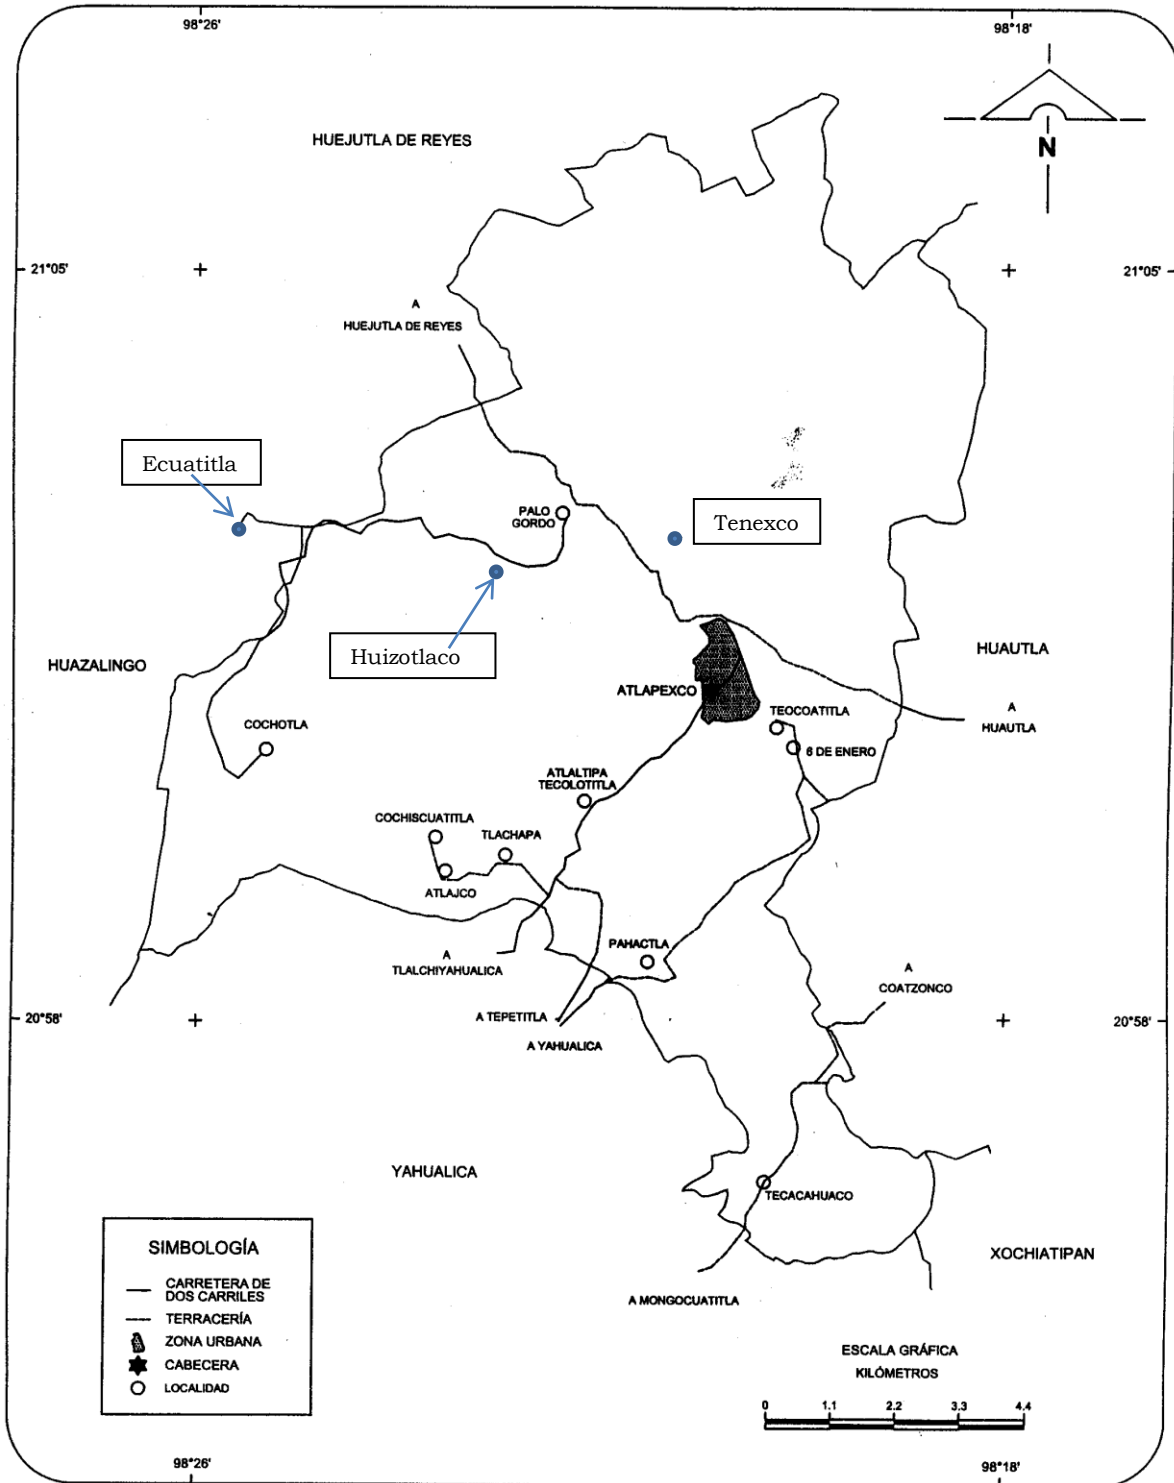 98°26'
98°18'
HUEJUTLA DE REYES
N
21°05'
21°05'
A
HUEJUTLA DE REYES
Ecuatitla
PALO
GORDO
Tenexco
Huizotlaco
HUAZALINGO
HUAUTLA
ATLAPEXCO
A
HUAUTLA
TEOCOATITLA
COCHOTLA
6 DE ENERO
ATLALTIPA
TECOLOTITLA
COCHISCUATITLA
TLACHAPA
ATLAJCO
PAHACTLA
A
TLALCHIYAHUALICA
A
COATZONCO
20°58'
A TEPETITLA
20°58'
A YAHUALICA
YAHUALICA
TECACAHUACO
XOCHIATIPAN
A MONGOCUATITLA
SIMBOLOGÍA
CARRETERA DE
DOS CARRILES
TERRACERÍA
ZONA URBANA
CABECERA
LOCALIDAD
ESCALA GRÁFICA
KILÓMETROS
0 1.1 2.2 3.3 4.4
98°26'
98°18'